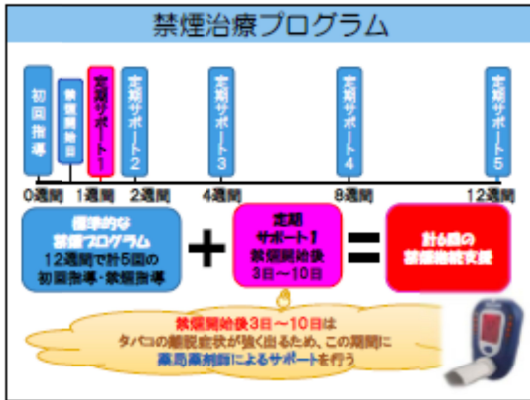 禁煙治療プログラム
初回指導
禁煙開始日
定期サポート1
定期サポート2
定期サポート3
定期サポート4
定期サポート5
0週間
1週間
2週間
4週間
8週間
12週間
標準的な
禁煙プログラム
12週間で計5回の
初回指導・禁煙指導
+
定期
サポート1
禁煙開始後
3日～10日
=
計6回の
禁煙継続支援
禁煙開始後3日～10日は
タバコの離脱症状が強く出るため、この期間に
薬局薬剤師によるサポートを行う